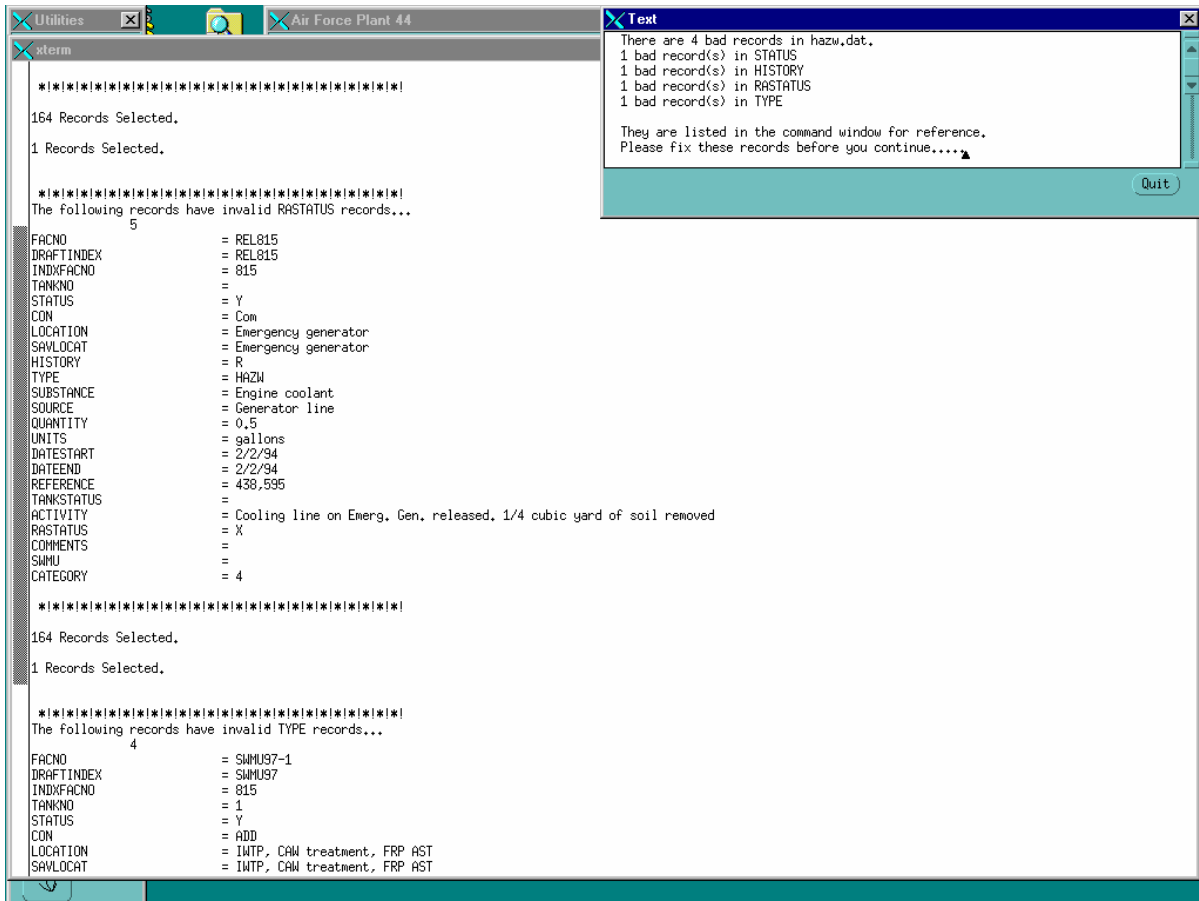 Utilities
Air Force Plant 44
xterm
*!*!*!*!*!*!*!*!*!*!*!*!*!*!*!*!*!*!*!*!*!*!*!*!*!*!
164 Records Selected.
1 Records Selected.
*!*!*!*!*!*!*!*!*!*!*!*!*!*!*!*!*!*!*!*!*!*!*!*!*!*!
The following records have invalid RASTATUS records...
5
FACNO = REL815
DRAFTINDEX = REL815
INDXFACNO = 815
TANKNO =
STATUS = Y
CON = Com
LOCATION = Emergency generator
SAVLOCAT = Emergency generator
HISTORY = R
TYPE = HAZW
SUBSTANCE = Engine coolant
SOURCE = Generator line
QUANTITY = 0.5
UNITS = gallons
DATESTART = 2/2/94
DATEEND = 2/2/94
REFERENCE = 438,595
TANKSTATUS =
ACTIVITY = Cooling line on Emerg. Gen. released. 1/4 cubic yard of soil removed
RASTATUS = X
COMMENTS =
SWMU =
CATEGORY = 4
*!*!*!*!*!*!*!*!*!*!*!*!*!*!*!*!*!*!*!*!*!*!*!*!*!*!
164 Records Selected.
1 Records Selected.
*!*!*!*!*!*!*!*!*!*!*!*!*!*!*!*!*!*!*!*!*!*!*!*!*!*!
The following records have invalid TYPE records...
4
FACNO = SWMU97-1
DRAFTINDEX = SWMU97
INDXFACNO = 815
TANKNO = 1
STATUS = Y
CON = ADD
LOCATION = IWTP, CAW treatment, FRP AST
SAVLOCAT = IWTP, CAW treatment, FRP AST
Text
There are 4 bad records in hazw.dat.
1 bad record(s) in STATUS
1 bad record(s) in HISTORY
1 bad record(s) in RASTATUS
1 bad record(s) in TYPE
They are listed in the command window for reference.
Please fix these records before you continue.....
Quit